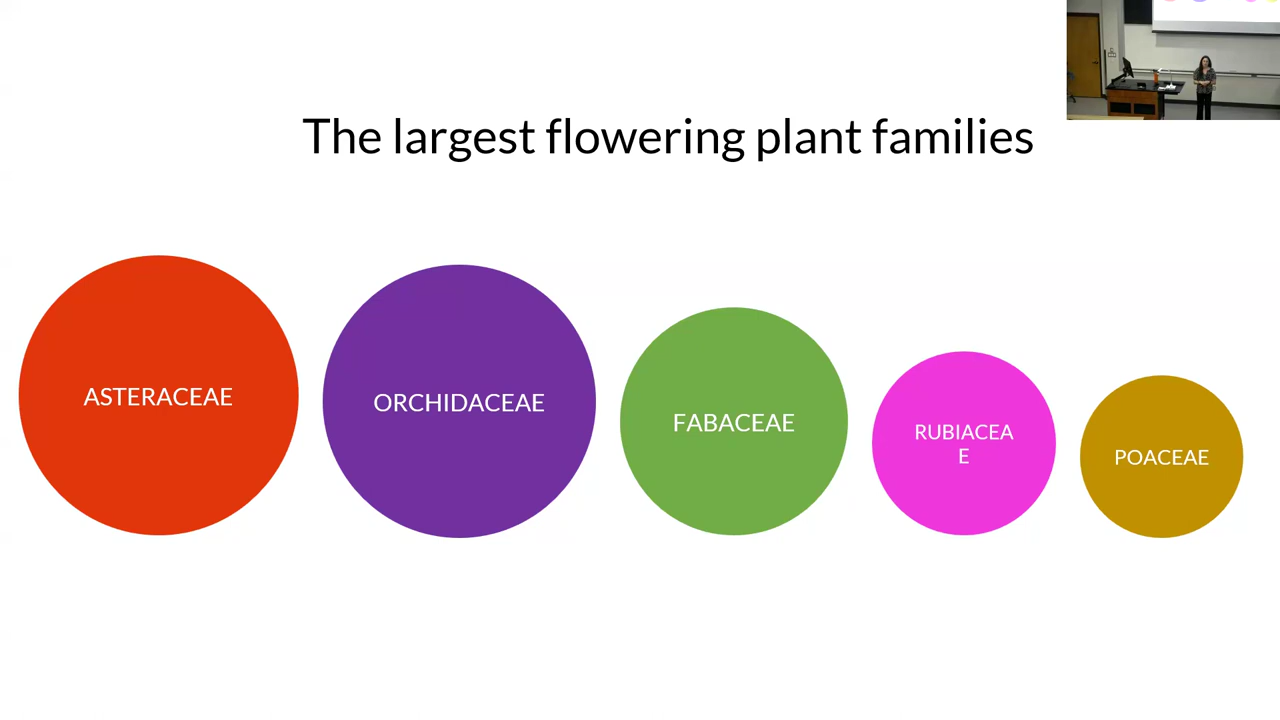 The largest flowering plant families
ASTERACEAE
ORCHIDACEAE
FABACEAE
RUBIACEA
E
POACEAE